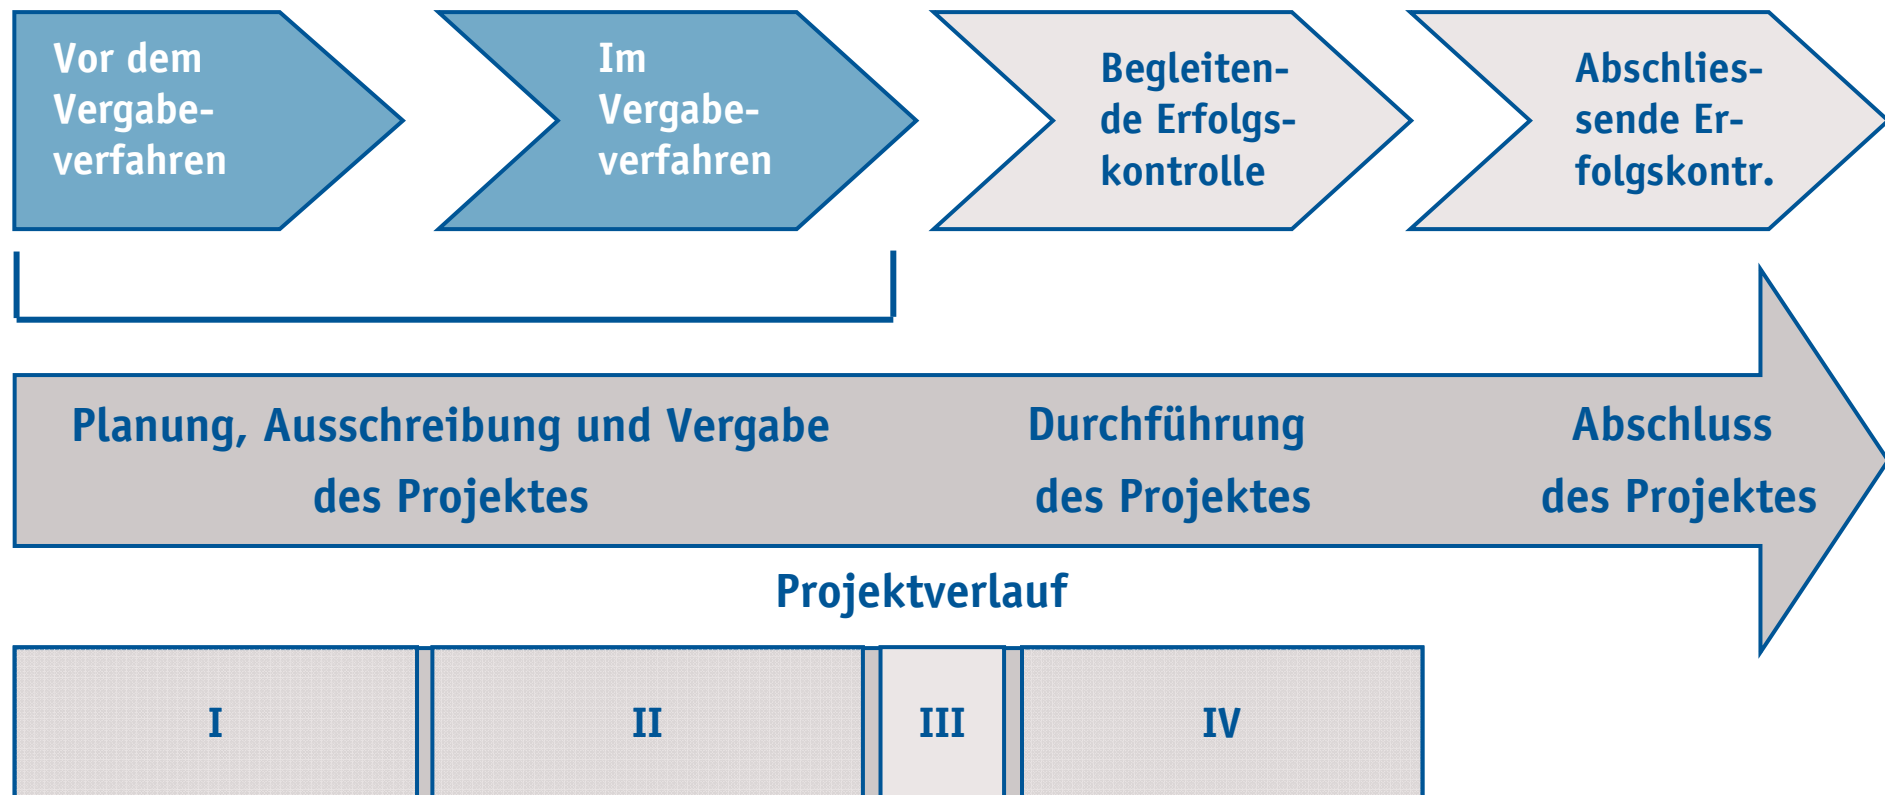 Vor dem
Vergabe-
verfahren
Im
Vergabe-
verfahren
Begleiten-
de Erfolgs-
kontrolle
Abschlies-
sende Er-
folgskontr.
Planung, Ausschreibung und Vergabe
des Projektes
Durchführung
des Projektes
Abschluss
des Projektes
Projektverlauf
I
II
III
IV